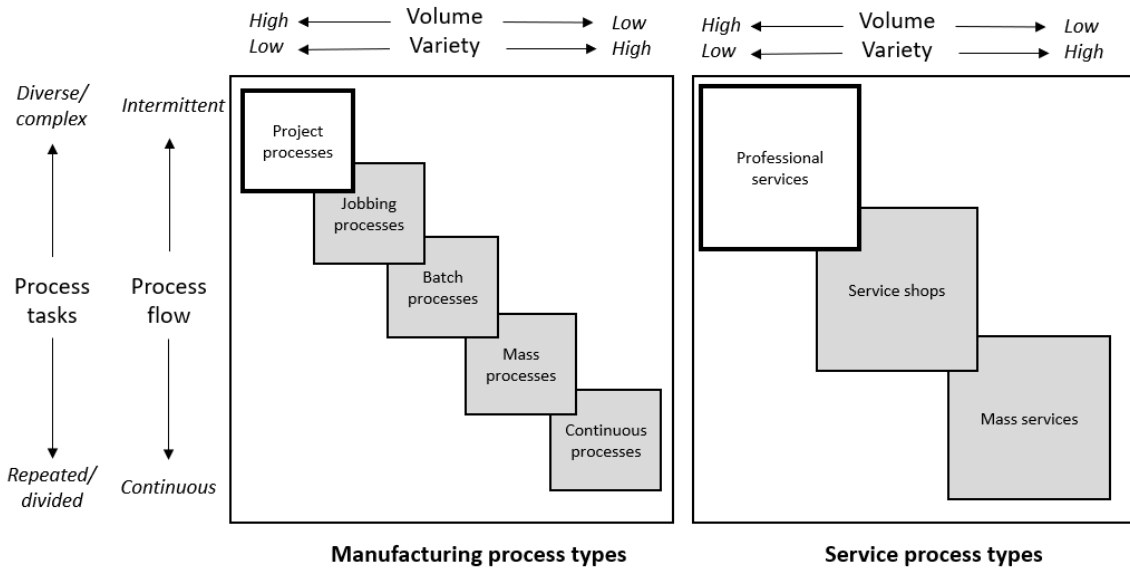 High Volume Low
Low Variety High
High Volume Low
Low Variety High
Diverse/
complex
Intermittent
Process
tasks
Process
flow
Repeated/
divided
Continuous
Project
processes
Jobbing
processes
Batch
processes
Mass
processes
Continuous
processes
Professional
services
Service shops
Mass services
Manufacturing process types
Service process types